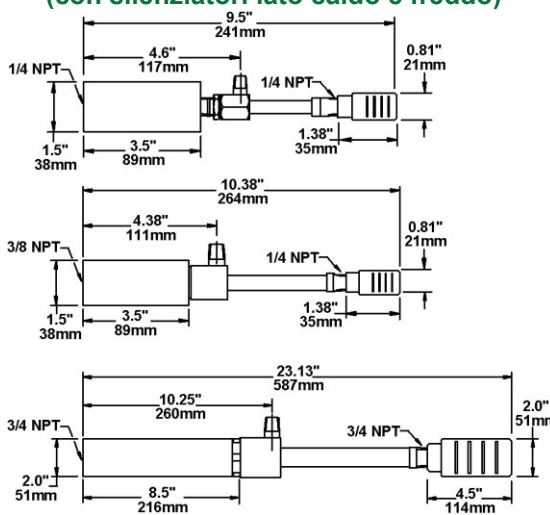 (con silenziatori lato caldo e freddo)
9.5"
241mm
4.6"
117mm
0.81"
21mm
1/4 NPT
1/4 NPT
1.5"
38mm
3.5"
89mm
1.38"
35mm
10.38"
264mm
4.38"
111mm
0.81"
21mm
3/8 NPT
1/4 NPT
1.5"
38mm
3.5"
89mm
1.38"
35mm
23.13"
587mm
10.25"
260mm
2.0"
51mm
3/4 NPT
3/4 NPT
2.0"
51mm
8.5"
216mm
4.5"
114mm